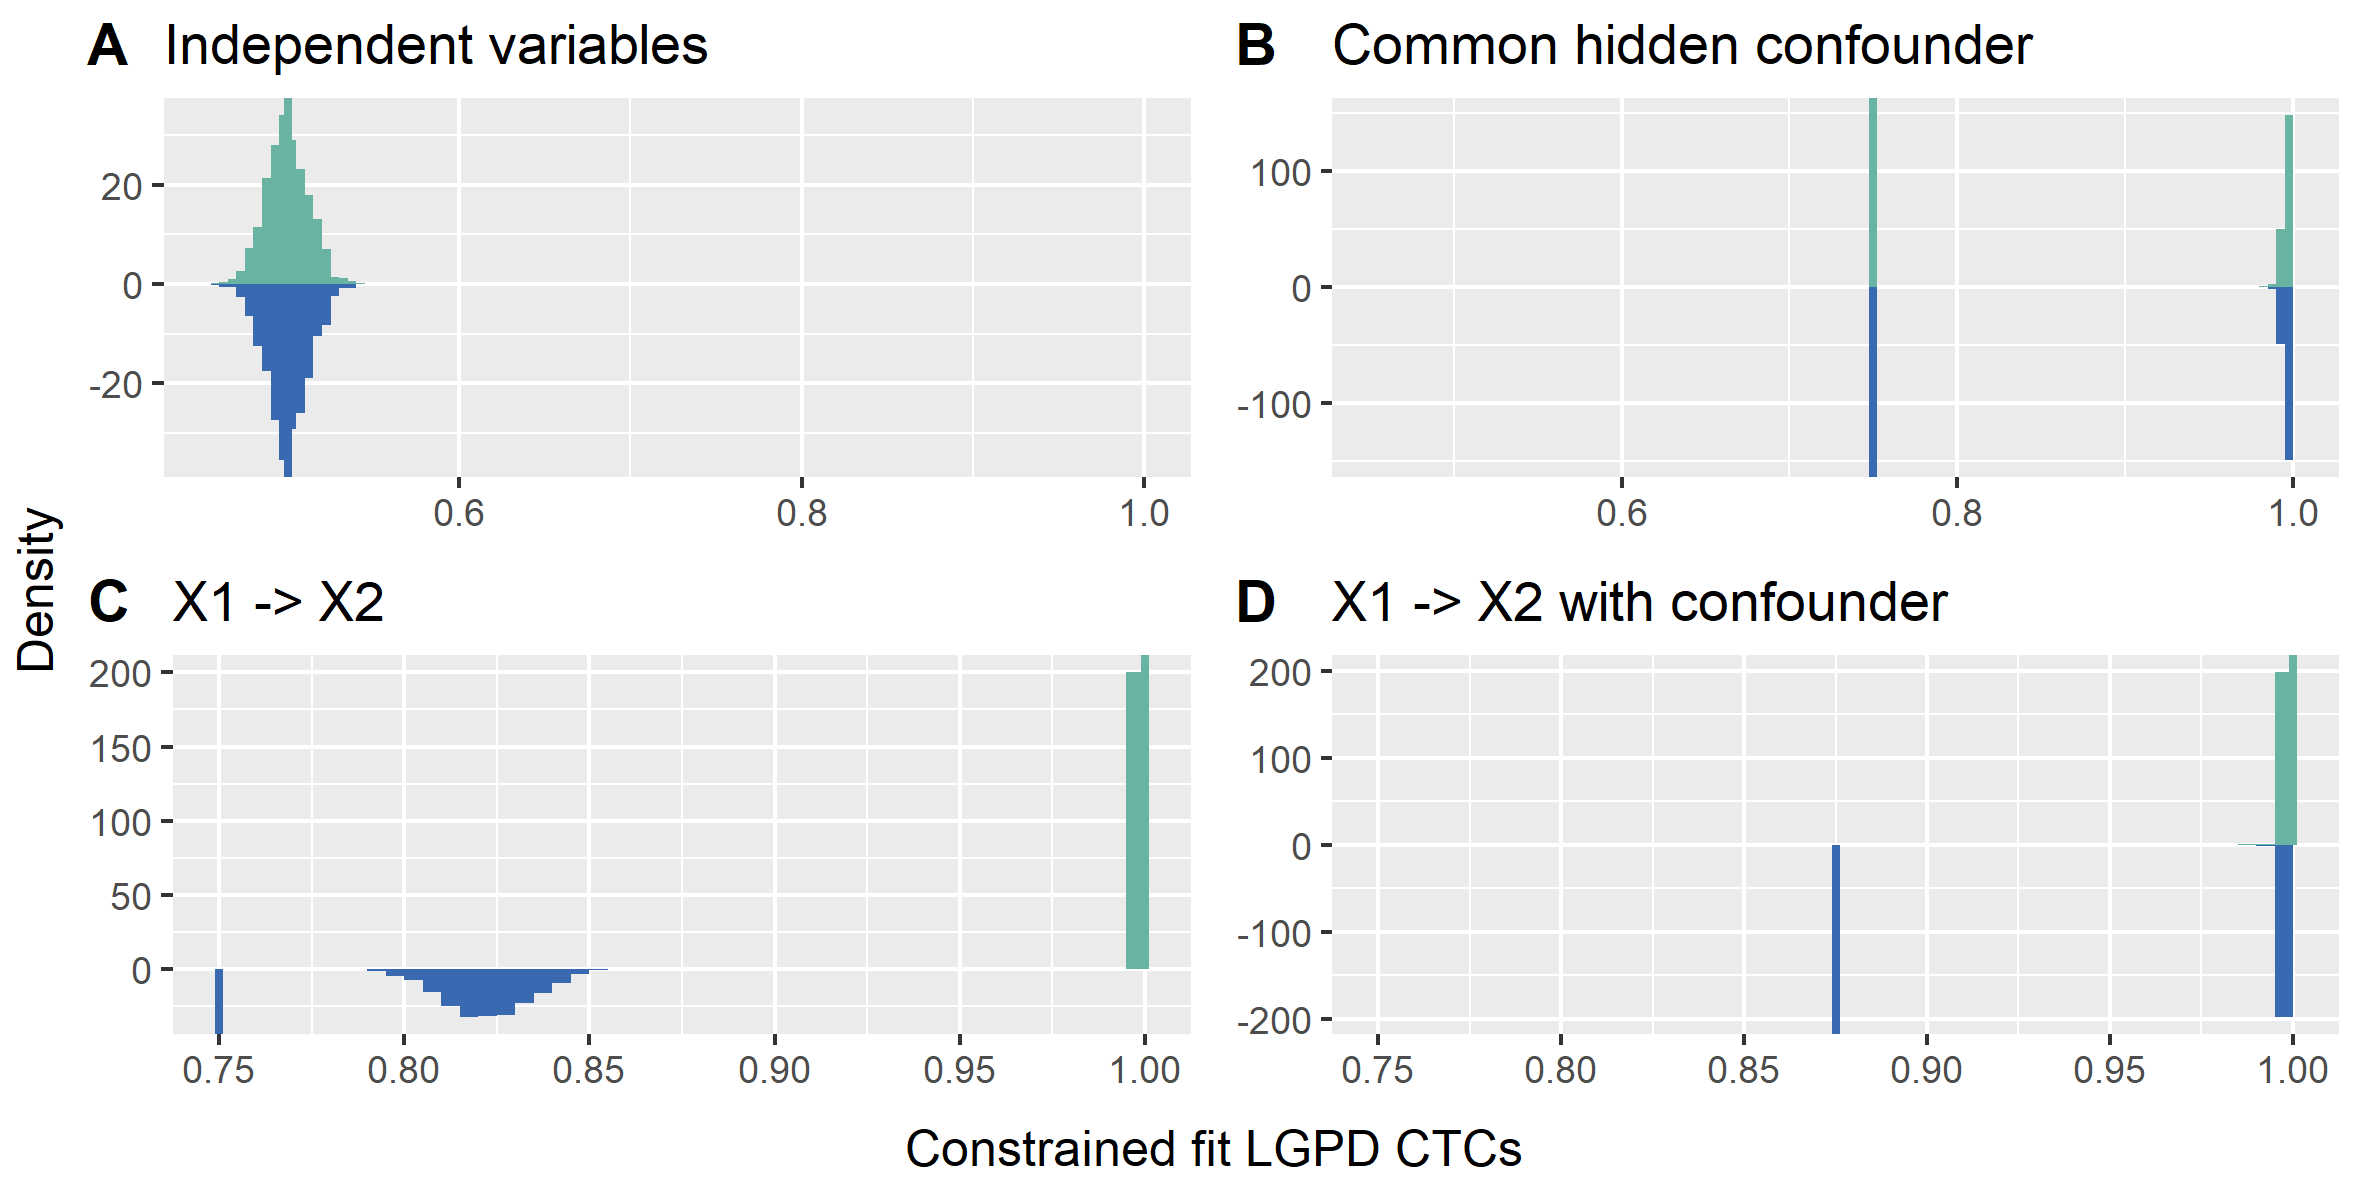 A Independent variables
20
0
-20
0.6 0.8 1.0
B Common hidden confounder
100
0
-100
0.6 0.8 1.0
Density
C X1 -> X2
200
150
100
50
0
0.75 0.80 0.85 0.90 0.95 1.00
D X1 -> X2 with confounder
200
100
0
-100
-200
0.75 0.80 0.85 0.90 0.95 1.00
Constrained fit LGPD CTCs